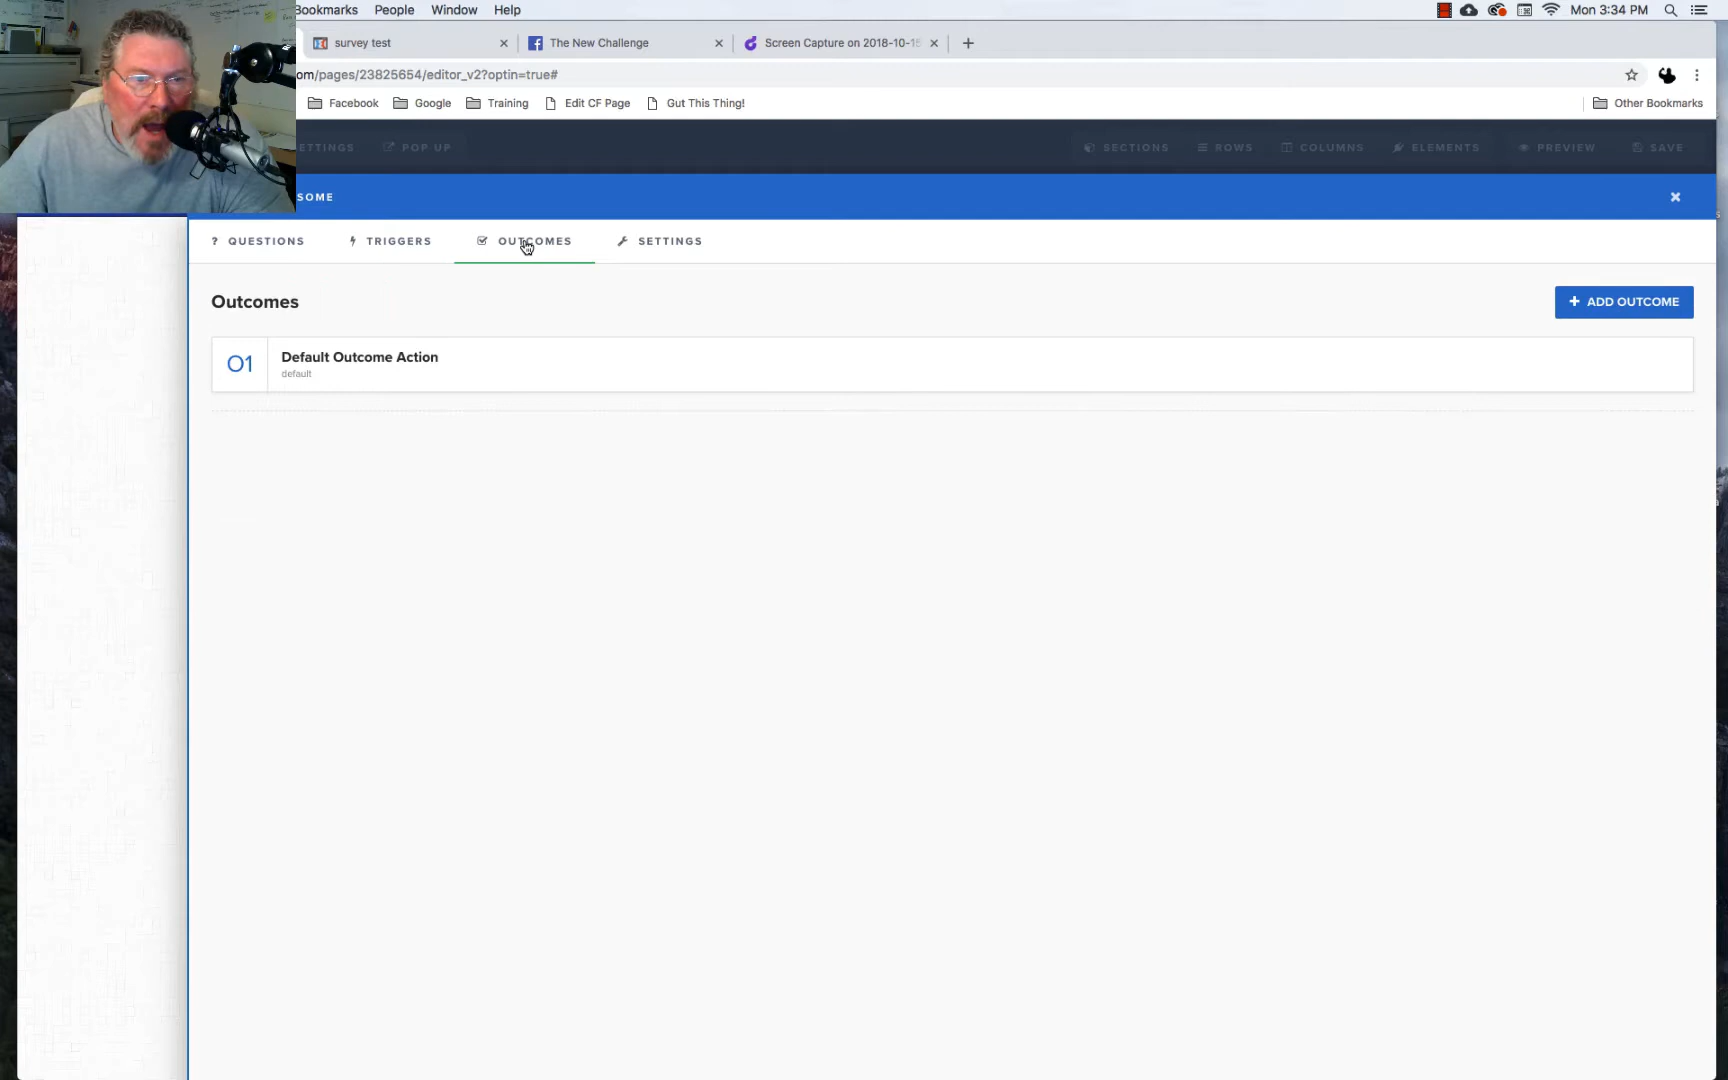 Bookmarks People Window Help Mon 3:34 PM
survey test The New Challenge Screen Capture on 2018-10-15
om/pages/23825654/editor_v2?optin=true#
Facebook Google Training Edit CF Page Gut This Thing! Other Bookmarks
ETTINGS POP UP SECTIONS ROWS COLUMNS ELEMENTS PREVIEW SAVE
SOME
? QUESTIONS TRIGGERS OUTCOMES SETTINGS
Outcomes + ADD OUTCOME
O1 Default Outcome Action
default